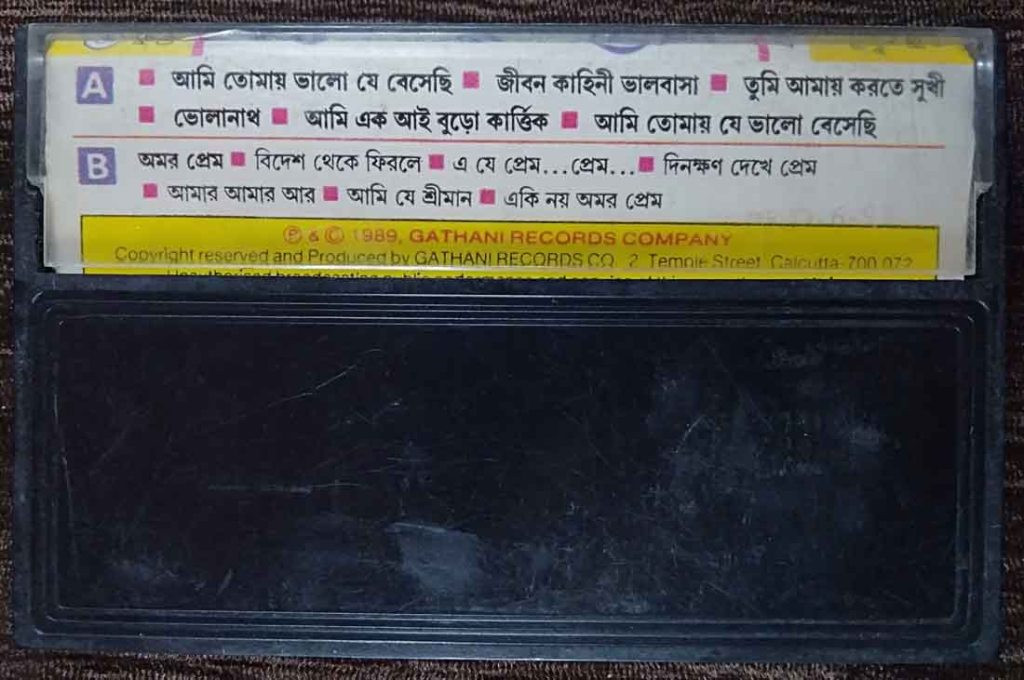 A ■ আমি তোমায় ভালো যে বেসেছি ■ জীবন কাহিনী ভালবাসা ■ তুমি আমায় করতে সুখী
■ ভোলানাথ ■ আমি এক আই বুড়ো কার্ত্তিক ■ আমি তোমায় যে ভালো বেসেছি
B অমর প্রেম ■ বিদেশ থেকে ফিরলে ■ এ যে প্রেম...প্রেম... ■ দিনক্ষণ দেখে প্রেম
■ আমার আমার আর ■ আমি যে শ্রীমান ■ একি নয় অমর প্রেম
Ⓟ & © 1989, GATHANI RECORDS COMPANY
Copyright reserved and Produced by GATHANI RECORDS CO. 2, Temple Street, Calcutta-700 072